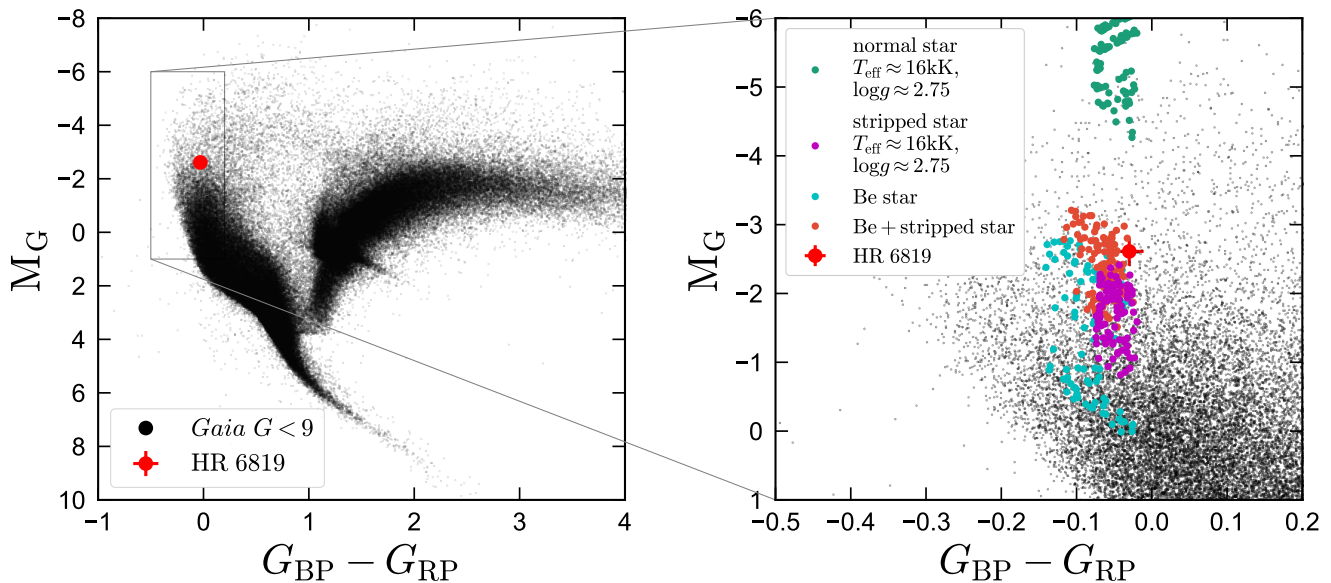 −8
−6
−4
−2
0
2
4
6
8
10
M_G
−1
0
1
2
3
4
G_BP − G_RP
Gaia G < 9
HR 6819
−6
−5
−4
−3
−2
−1
0
1
M_G
−0.5
−0.4
−0.3
−0.2
−0.1
0.0
0.1
0.2
G_BP − G_RP
normal star
T_eff ≈ 16kK,
log g ≈ 2.75
stripped star
T_eff ≈ 16kK,
log g ≈ 2.75
Be star
Be + stripped star
HR 6819